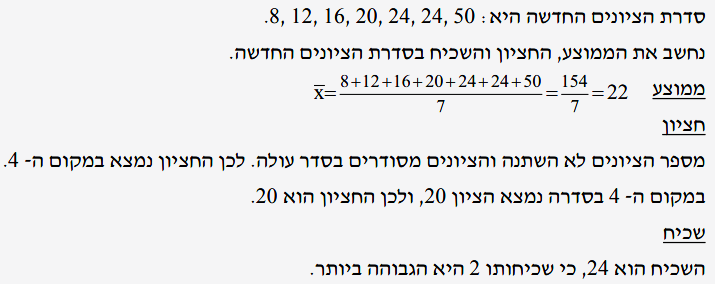 סדרת הציונים החדשה היא: 8, 12, 16, 20, 24, 24, 50.
נחשב את הממוצע, החציון והשכיח בסדרת הציונים החדשה.
ממוצע x̅=(8+12+16+20+24+24+50)/7=154/7=22
חציון
מספר הציונים לא השתנה והציונים מסודרים בסדר עולה. לכן החציון נמצא במקום ה- 4.
במקום ה- 4 בסדרה נמצא הציון 20, ולכן החציון הוא 20.
שכיח
השכיח הוא 24, כי שכיחותו 2 היא הגבוהה ביותר.